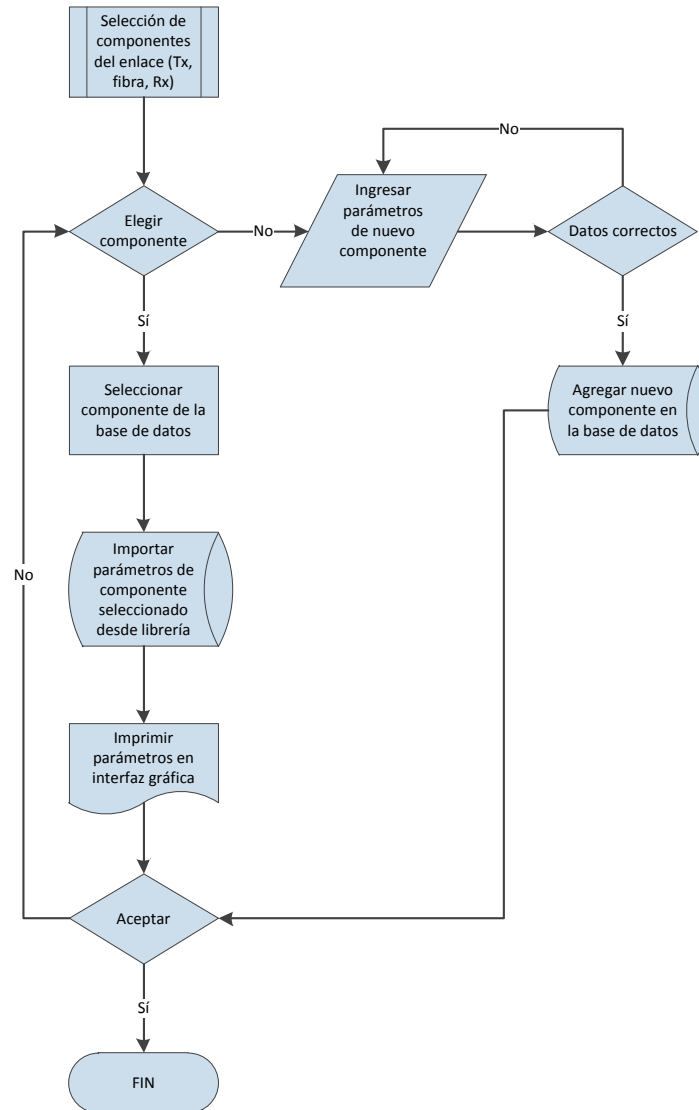 Selección de
componentes
del enlace (Tx,
fibra, Rx)
No
Elegir
componente
No
Ingresar
parámetros
de nuevo
componente
Datos correctos
Sí
Sí
Seleccionar
componente de la
base de datos
Agregar nuevo
componente en
la base de datos
No
Importar
parámetros de
componente
seleccionado
desde librería
Imprimir
parámetros en
interfaz gráfica
Aceptar
Sí
FIN